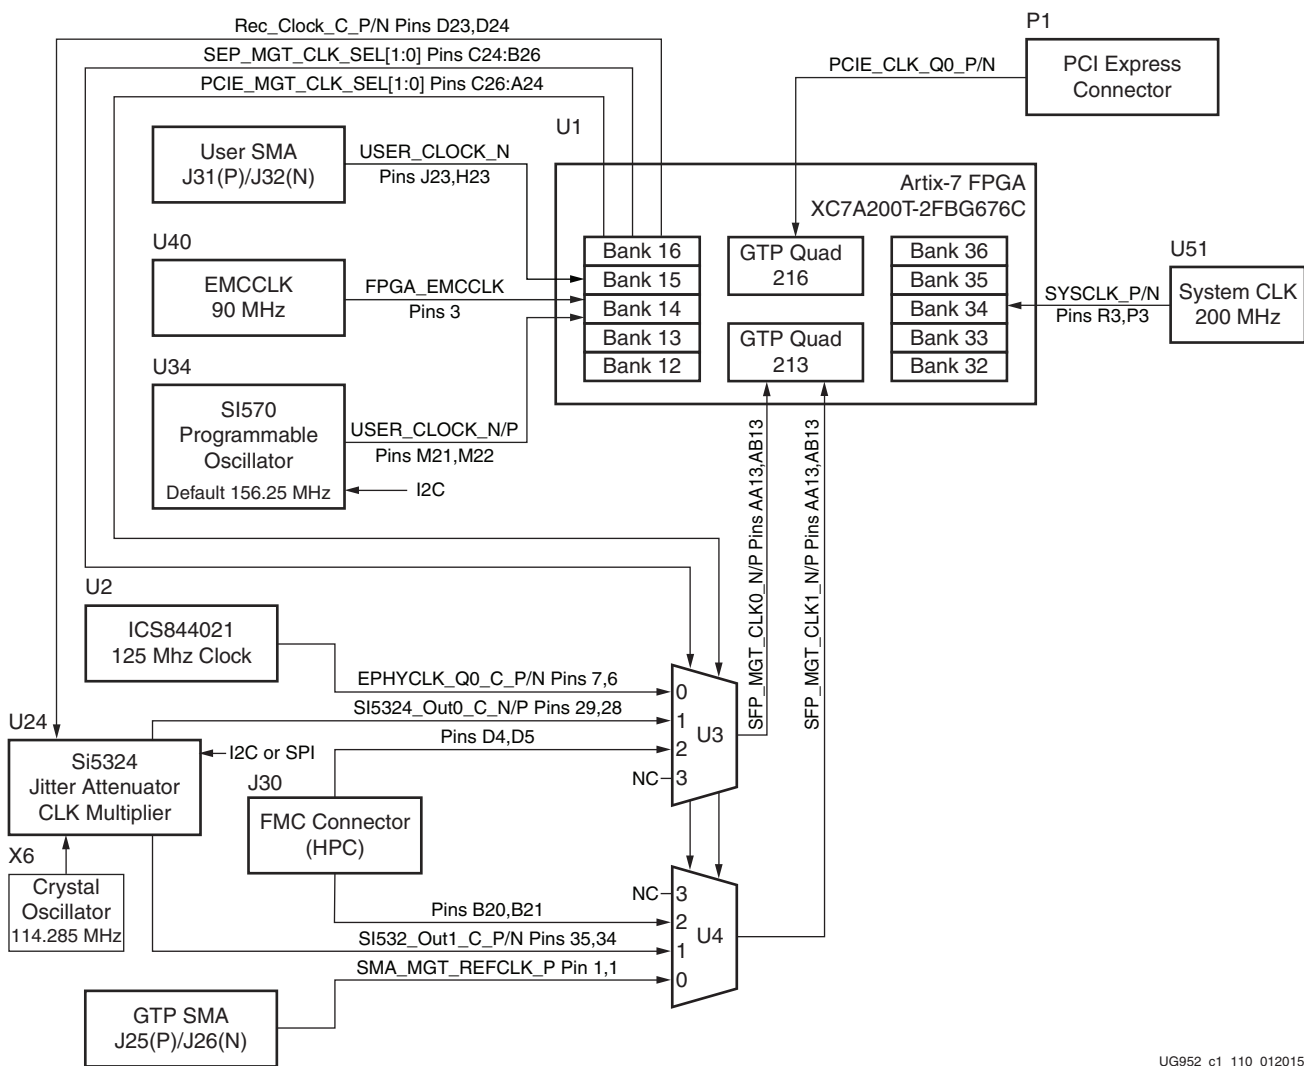 Rec_Clock_C_P/N Pins D23,D24
SEP_MGT_CLK_SEL[1:0] Pins C24:B26
PCIE_MGT_CLK_SEL[1:0] Pins C26:A24
P1
PCI Express
Connector
PCIE_CLK_Q0_P/N
U1
User SMA
J31(P)/J32(N)
USER_CLOCK_N
Pins J23,H23
Artix-7 FPGA
XC7A200T-2FBG676C
Bank 16
Bank 15
Bank 14
Bank 13
Bank 12
GTP Quad
216
GTP Quad
213
Bank 36
Bank 35
Bank 34
Bank 33
Bank 32
U51
System CLK
200 MHz
SYSCLK_P/N
Pins R3,P3
U40
EMCCLK
90 MHz
FPGA_EMCCLK
Pins 3
U34
SI570
Programmable
Oscillator
Default 156.25 MHz
USER_CLOCK_N/P
Pins M21,M22
I2C
SFP_MGT_CLK0_N/P Pins AA13,AB13
SFP_MGT_CLK1_N/P Pins AA13,AB13
U2
ICS844021
125 Mhz Clock
EPHYCLK_Q0_C_P/N Pins 7,6
SI5324_Out0_C_N/P Pins 29,28
Pins D4,D5
NC
0
1
2
3
U3
U24
Si5324
Jitter Attenuator
CLK Multiplier
I2C or SPI
J30
FMC Connector
(HPC)
X6
Crystal
Oscillator
114.285 MHz
NC
Pins B20,B21
SI532_Out1_C_P/N Pins 35,34
SMA_MGT_REFCLK_P Pin 1,1
3
2
1
0
U4
GTP SMA
J25(P)/J26(N)
UG952_c1_110_012015